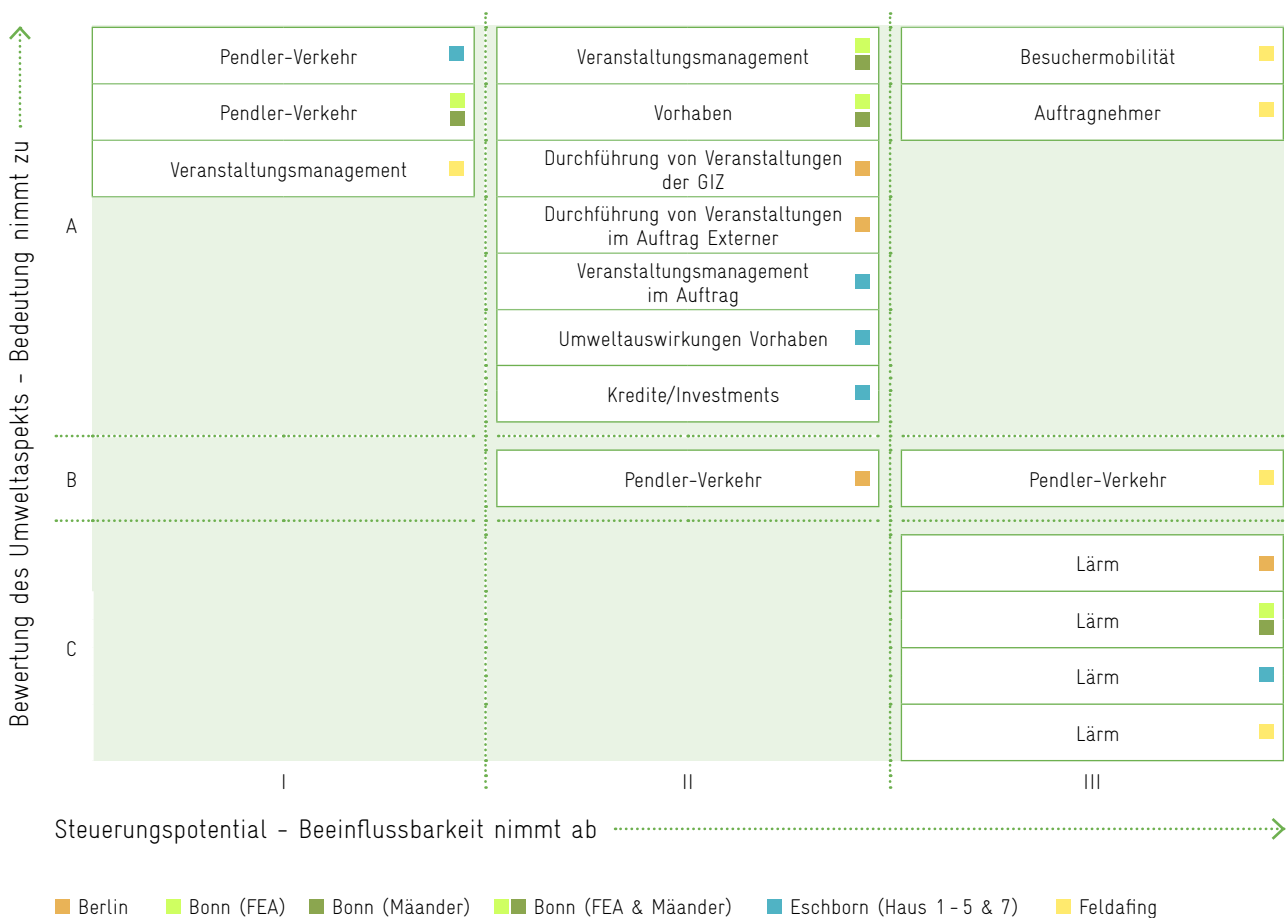 Bewertung des Umweltaspekts - Bedeutung nimmt zu
A
Pendler-Verkehr
Pendler-Verkehr
Veranstaltungsmanagement
Veranstaltungsmanagement
Vorhaben
Durchführung von Veranstaltungen
der GIZ
Durchführung von Veranstaltungen
im Auftrag Externer
Veranstaltungsmanagement
im Auftrag
Umweltauswirkungen Vorhaben
Kredite/Investments
Besuchermobilität
Auftragnehmer
B
Pendler-Verkehr
Pendler-Verkehr
C
Lärm
Lärm
Lärm
Lärm
I
II
III
Steuerungspotential - Beeinflussbarkeit nimmt ab
Berlin
Bonn (FEA)
Bonn (Mäander)
Bonn (FEA & Mäander)
Eschborn (Haus 1-5 & 7)
Feldafing